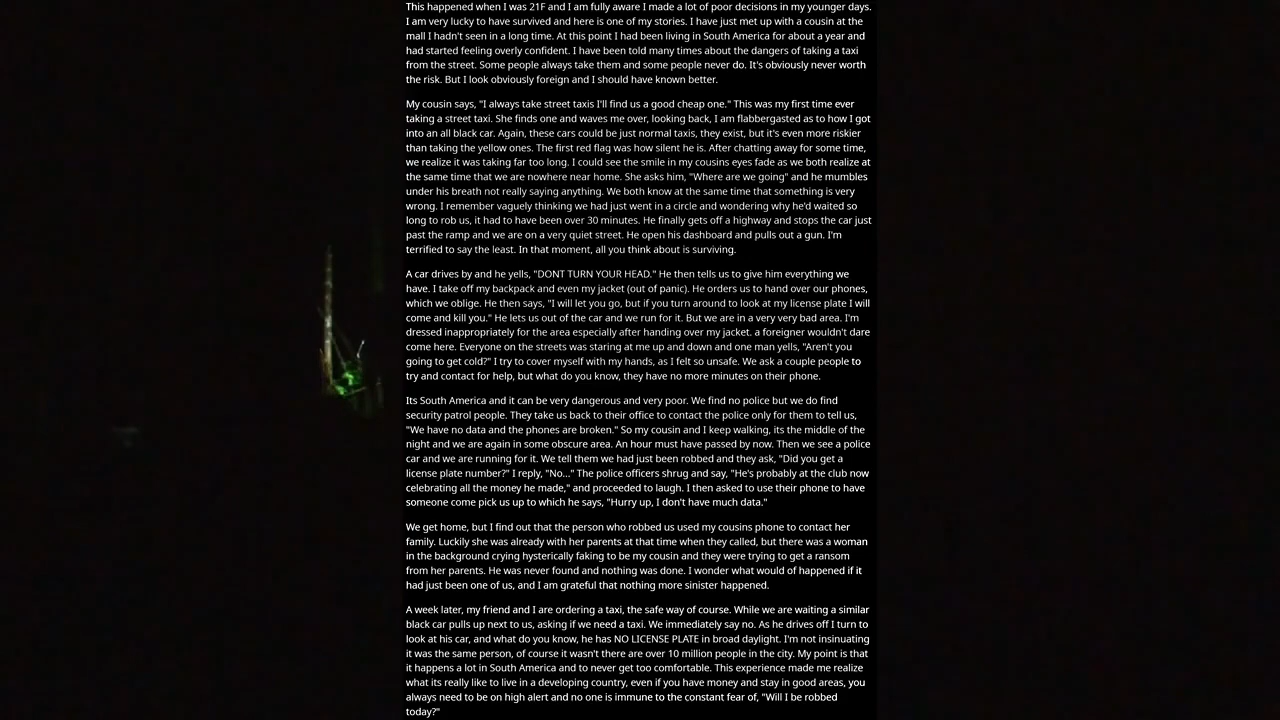 This happened when I was 21F and I am fully aware I made a lot of poor decisions in my younger days.
I am very lucky to have survived and here is one of my stories. I have just met up with a cousin at the
mall I hadn't seen in a long time. At this point I had been living in South America for about a year and
had started feeling overly confident. I have been told many times about the dangers of taking a taxi
from the street. Some people always take them and some people never do. It's obviously never worth
the risk. But I look obviously foreign and I should have known better.
My cousin says, "I always take street taxis I'll find us a good cheap one." This was my first time ever
taking a street taxi. She finds one and waves me over, looking back, I am flabbergasted as to how I got
into an all black car. Again, these cars could be just normal taxis, they exist, but it's even more riskier
than taking the yellow ones. The first red flag was how silent he is. After chatting away for some time,
we realize it was taking far too long. I could see the smile in my cousins eyes fade as we both realize at
the same time that we are nowhere near home. She asks him, "Where are we going" and he mumbles
under his breath not really saying anything. We both know at the same time that something is very
wrong. I remember vaguely thinking we had just went in a circle and wondering why he'd waited so
long to rob us, it had to have been over 30 minutes. He finally gets off a highway and stops the car just
past the ramp and we are on a very quiet street. He open his dashboard and pulls out a gun. I'm
terrified to say the least. In that moment, all you think about is surviving.
A car drives by and he yells, "DONT TURN YOUR HEAD." He then tells us to give him everything we
have. I take off my backpack and even my jacket (out of panic). He orders us to hand over our phones,
which we oblige. He then says, "I will let you go, but if you turn around to look at my license plate I will
come and kill you." He lets us out of the car and we run for it. But we are in a very very bad area. I'm
dressed inappropriately for the area especially after handing over my jacket. a foreigner wouldn't dare
come here. Everyone on the streets was staring at me up and down and one man yells, "Aren't you
going to get cold?" I try to cover myself with my hands, as I felt so unsafe. We ask a couple people to
try and contact for help, but what do you know, they have no more minutes on their phone.
Its South America and it can be very dangerous and very poor. We find no police but we do find
security patrol people. They take us back to their office to contact the police only for them to tell us,
"We have no data and the phones are broken." So my cousin and I keep walking, its the middle of the
night and we are again in some obscure area. An hour must have passed by now. Then we see a police
car and we are running for it. We tell them we had just been robbed and they ask, "Did you get a
license plate number?" I reply, "No..." The police officers shrug and say, "He's probably at the club now
celebrating all the money he made," and proceeded to laugh. I then asked to use their phone to have
someone come pick us up to which he says, "Hurry up, I don't have much data."
We get home, but I find out that the person who robbed us used my cousins phone to contact her
family. Luckily she was already with her parents at that time when they called, but there was a woman
in the background crying hysterically faking to be my cousin and they were trying to get a ransom
from her parents. He was never found and nothing was done. I wonder what would of happened if it
had just been one of us, and I am grateful that nothing more sinister happened.
A week later, my friend and I are ordering a taxi, the safe way of course. While we are waiting a similar
black car pulls up next to us, asking if we need a taxi. We immediately say no. As he drives off I turn to
look at his car, and what do you know, he has NO LICENSE PLATE in broad daylight. I'm not insinuating
it was the same person, of course it wasn't there are over 10 million people in the city. My point is that
it happens a lot in South America and to never get too comfortable. This experience made me realize
what its really like to live in a developing country, even if you have money and stay in good areas, you
always need to be on high alert and no one is immune to the constant fear of, "Will I be robbed
today?"